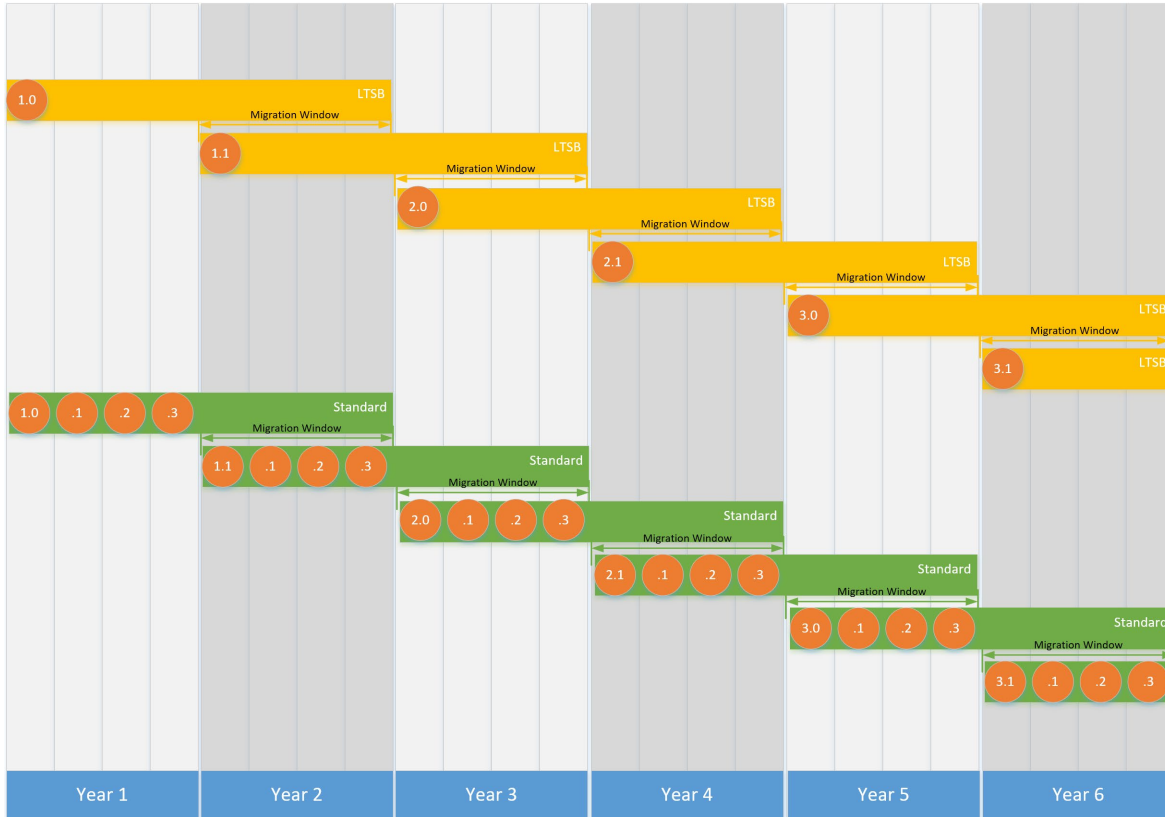 1.0 LTSB
Migration Window
1.1 LTSB
Migration Window
2.0 LTSB
Migration Window
2.1 LTSB
Migration Window
3.0 LTSB
Migration Window
3.1 LTSB
1.0 .1 .2 .3 Standard
Migration Window
1.1 .1 .2 .3 Standard
Migration Window
2.0 .1 .2 .3 Standard
Migration Window
2.1 .1 .2 .3 Standard
Migration Window
3.0 .1 .2 .3 Standard
Migration Window
3.1 .1 .2 .3
Year 1 Year 2 Year 3 Year 4 Year 5 Year 6